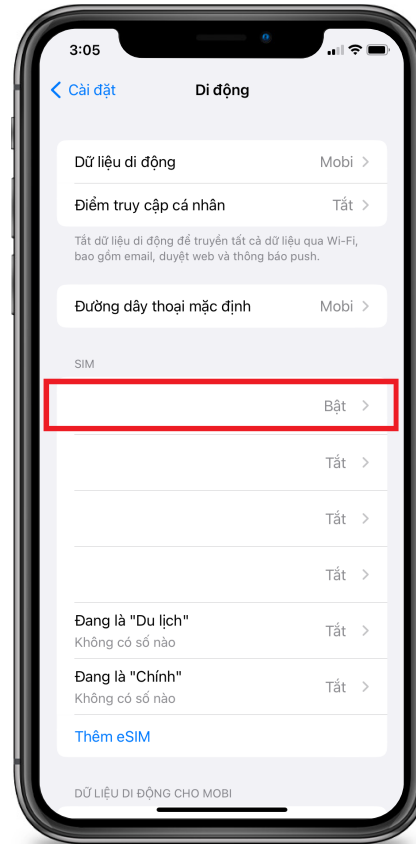 3:05
Cài đặt
Di động
Dữ liệu di động Mobi
Điểm truy cập cá nhân Tắt
Tắt dữ liệu di động để truyền tất cả dữ liệu qua Wi-Fi,
bao gồm email, duyệt web và thông báo push.
Đường dây thoại mặc định Mobi
SIM
Bật
Tắt
Tắt
Tắt
Đang là "Du lịch" Tắt
Không có số nào
Đang là "Chính" Tắt
Không có số nào
Thêm eSIM
DỮ LIỆU DI ĐỘNG CHO MOBI